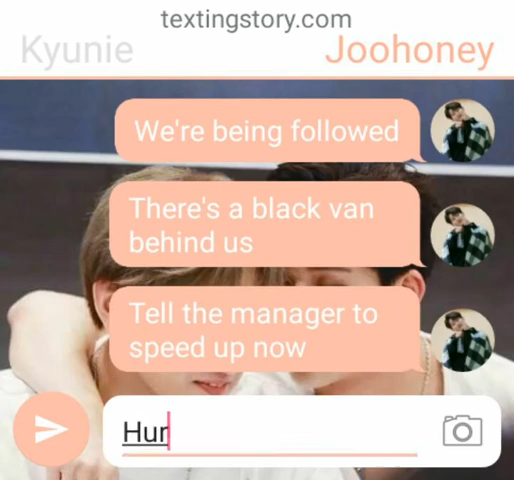 textingstory.com
Kyunie
Joohoney
We're being followed
There's a black van
behind us
Tell the manager to
speed up now
Hur